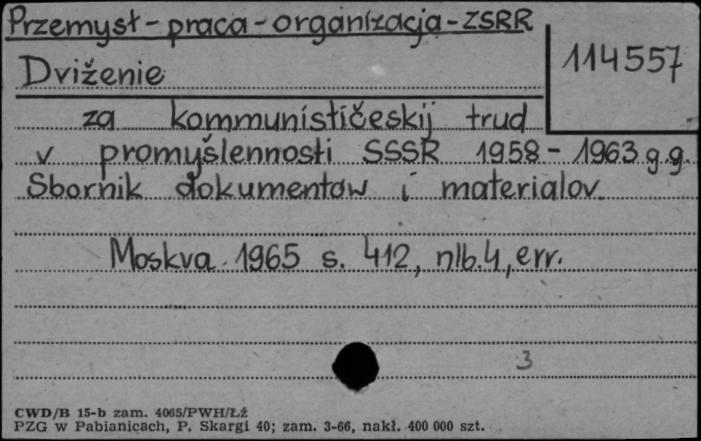 Przemysł-praca-organizacja-ZSRR
114557
Dviženie
za kommunističeskij trud
v promyšlennosti SSSR 1958-1963 g.g.
Sbornik dokumentow i materialov.
Moskva 1965 s. 412, nlb.4, err.
3
CWD/B 15-b zam. 4065/PWH/Łź
PZG w Pabianicach, P. Skargi 40; zam. 3-66, nakł. 400 000 szt.